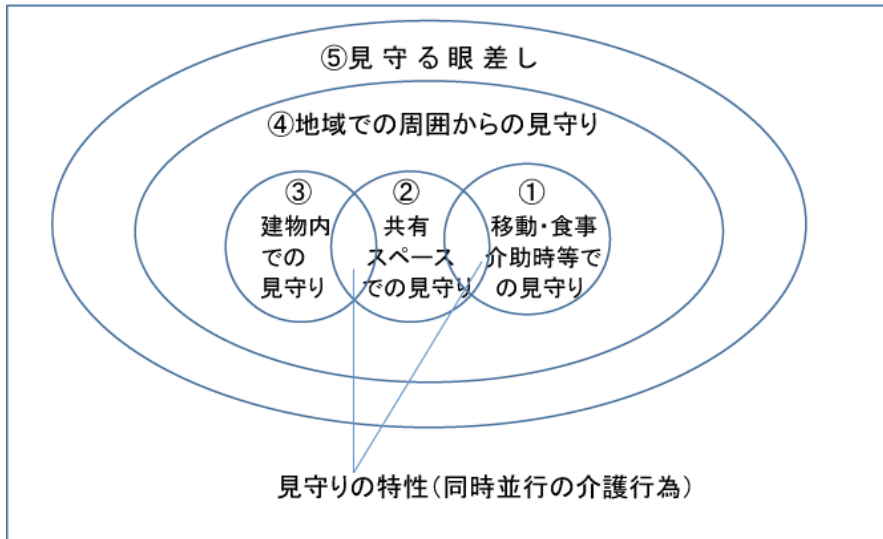 ⑤見守る眼差し
④地域での周囲からの見守り
③
建物内
での
見守り
②
共有
スペース
での見守り
①
移動・食事
介助時等で
の見守り
見守りの特性(同時並行の介護行為)